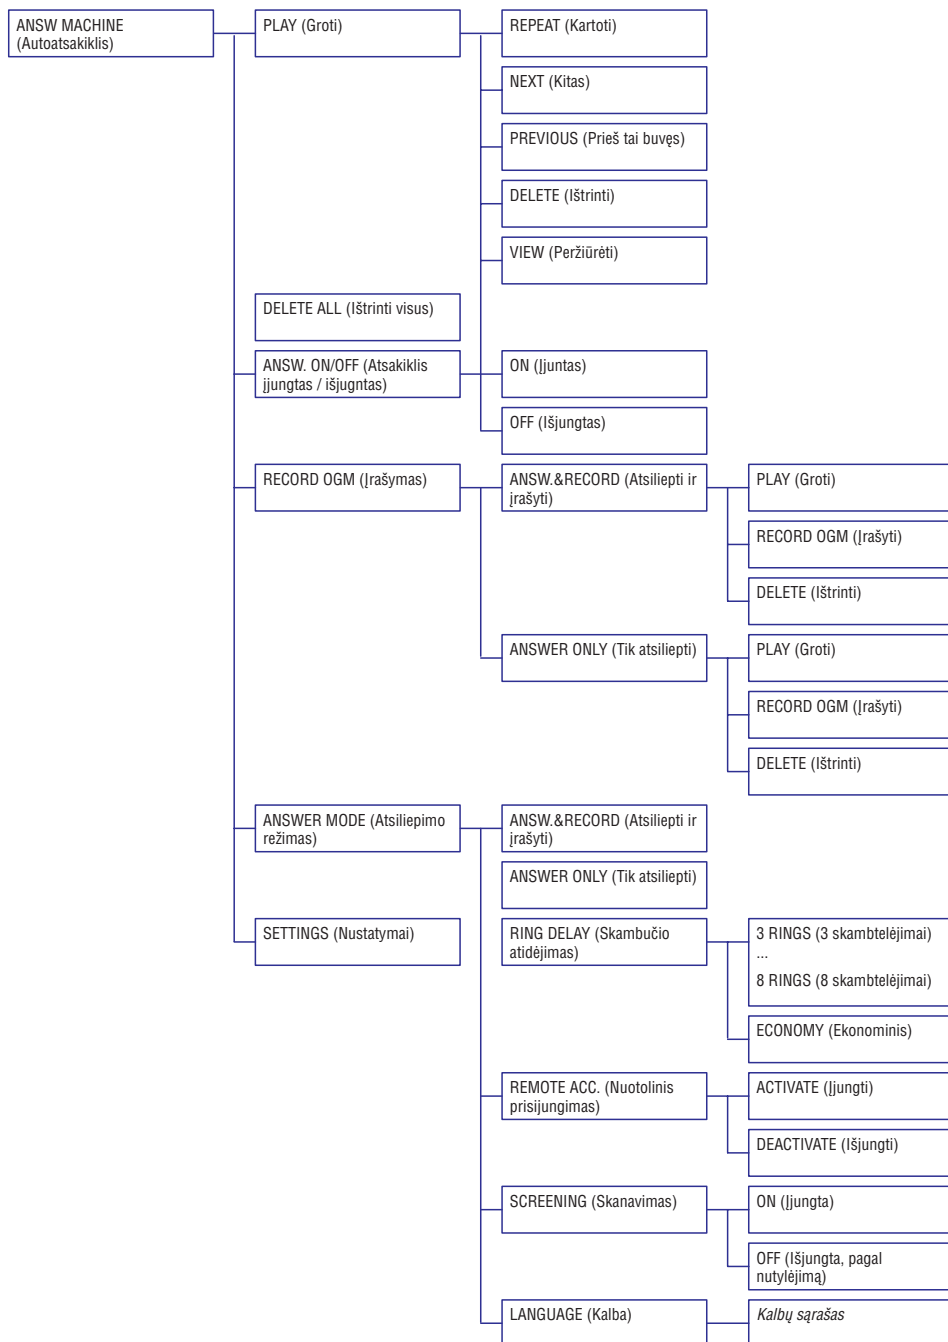 ANSW MACHINE
(Autoatsakiklis)
PLAY (Groti)
REPEAT (Kartoti)
NEXT (Kitas)
PREVIOUS (Prieš tai buvęs)
DELETE (Ištrinti)
VIEW (Peržiūrėti)
DELETE ALL (Ištrinti visus)
ANSW. ON/OFF (Atsakiklis
įjungtas / išjugntas)
ON (Įjuntas)
OFF (Išjungtas)
RECORD OGM (Įrašymas)
ANSW.&RECORD (Atsiliepti ir
įrašyti)
PLAY (Groti)
RECORD OGM (Įrašyti)
DELETE (Ištrinti)
ANSWER ONLY (Tik atsiliepti)
PLAY (Groti)
RECORD OGM (Įrašyti)
DELETE (Ištrinti)
ANSWER MODE (Atsiliepimo
režimas)
ANSW.&RECORD (Atsiliepti ir
įrašyti)
ANSWER ONLY (Tik atsiliepti)
SETTINGS (Nustatymai)
RING DELAY (Skambučio
atidėjimas)
3 RINGS (3 skambtelėjimai)
...
8 RINGS (8 skambtelėjimai)
ECONOMY (Ekonominis)
REMOTE ACC. (Nuotolinis
prisijungimas)
ACTIVATE (Įjungti)
DEACTIVATE (Išjungti)
SCREENING (Skanavimas)
ON (Įjungta)
OFF (Išjungta, pagal
nutylėjimą)
LANGUAGE (Kalba)
Kalbų sąrašas